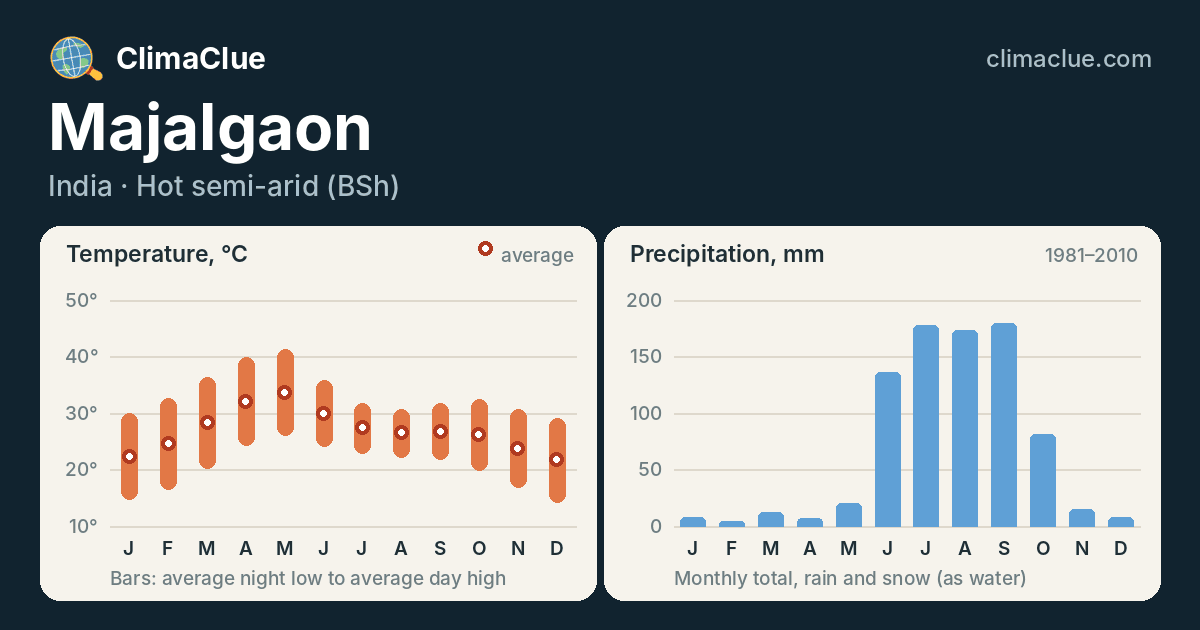 ClimaClue
climaclue.com
Majalgaon
India · Hot semi-arid (BSh)
Temperature, °C
average
50°
40°
30°
20°
10°
J F M A M J J A S O N D
Bars: average night low to average day high
Precipitation, mm
1981–2010
200
150
100
50
0
J F M A M J J A S O N D
Monthly total, rain and snow (as water)